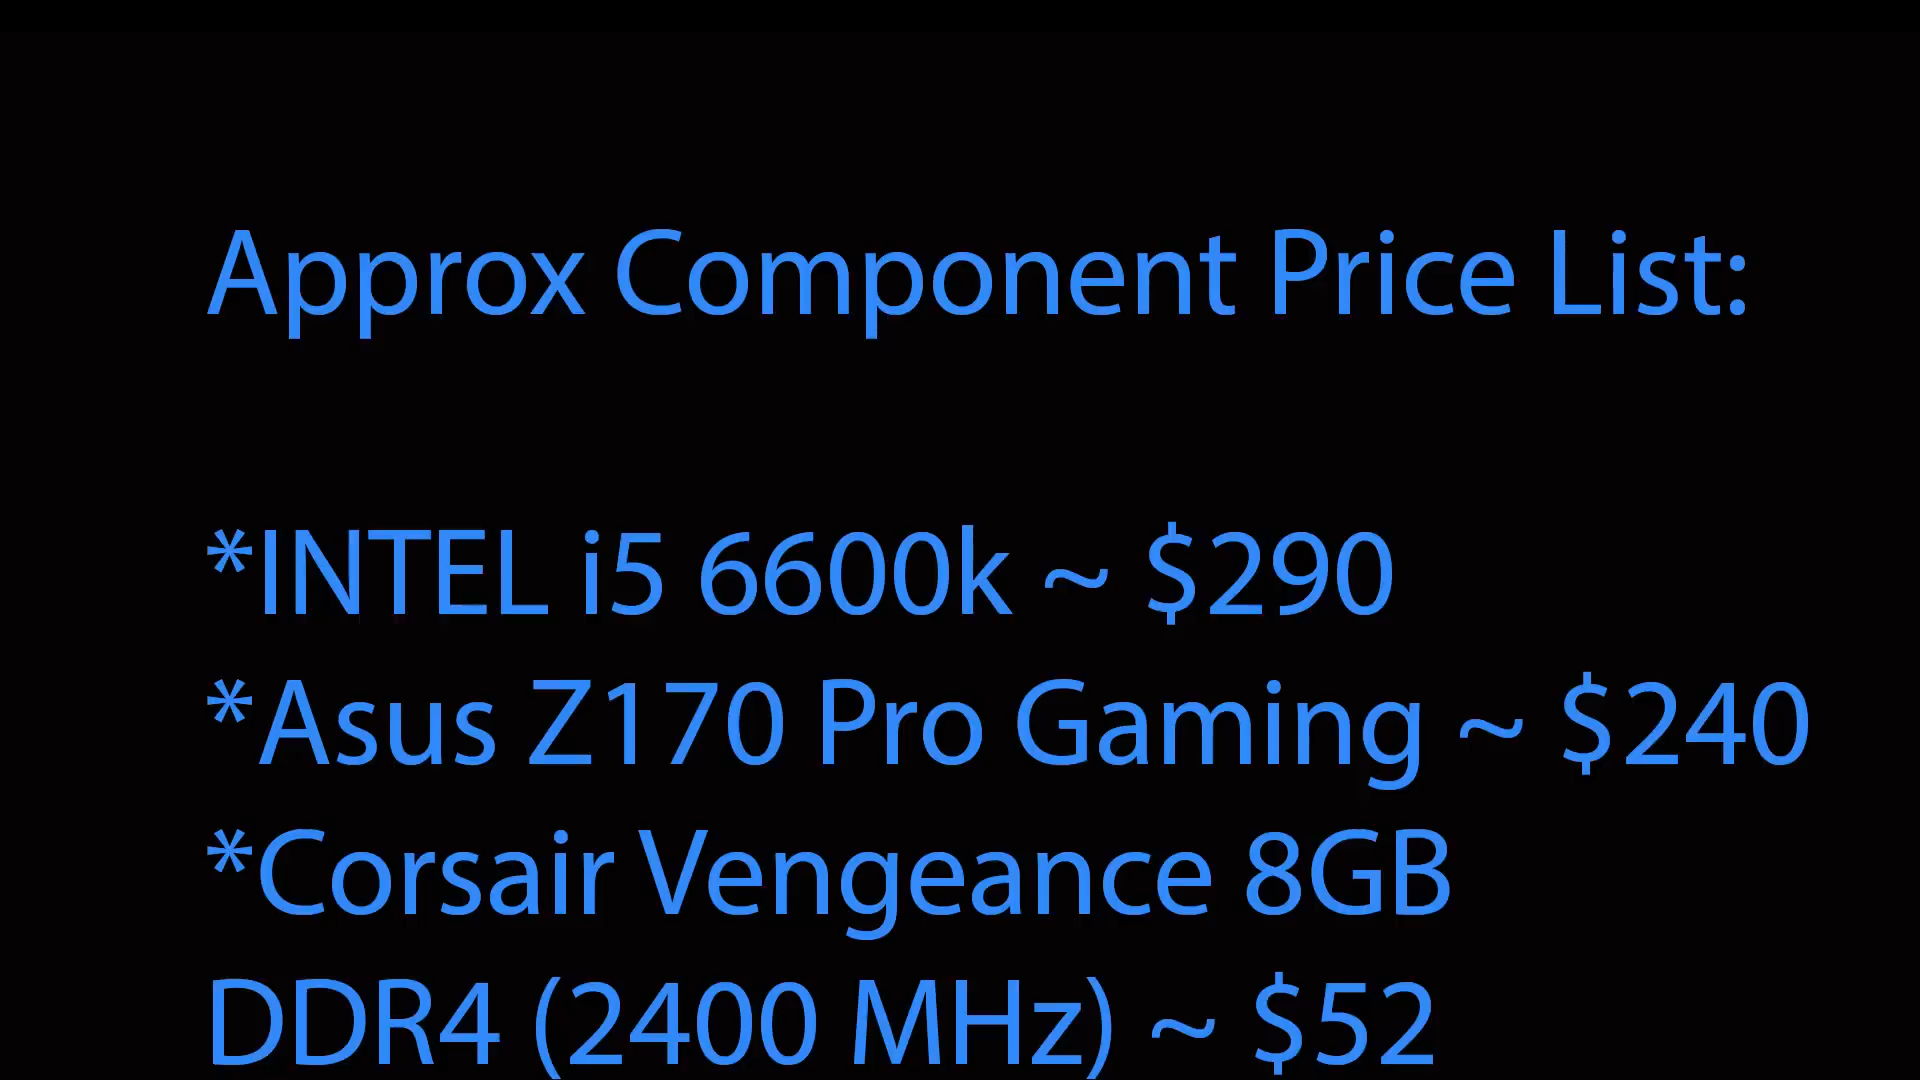 Approx Component Price List:
*INTEL i5 6600k ~ $290
*Asus Z170 Pro Gaming ~ $240
*Corsair Vengeance 8GB
DDR4 (2400 MHz) ~ $52